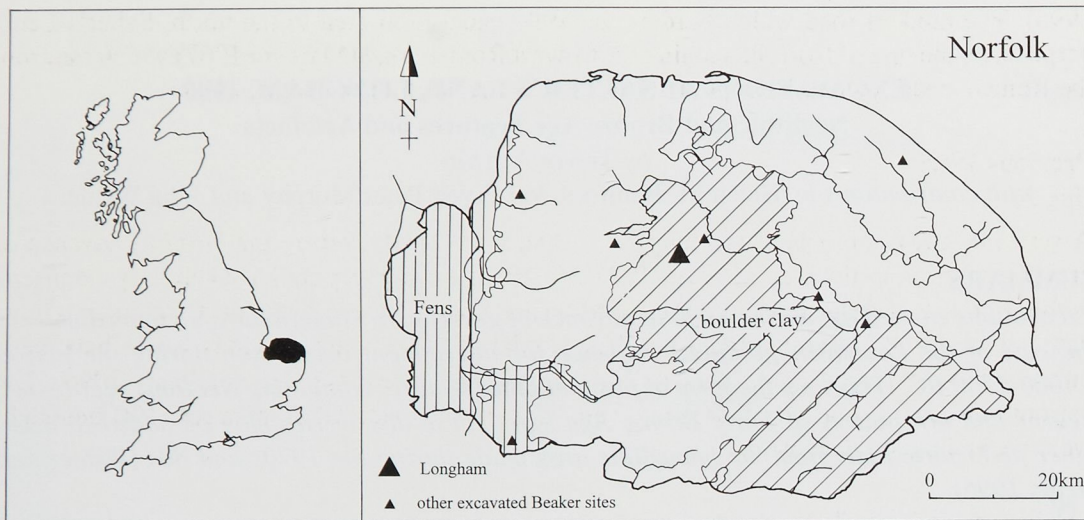 Norfolk
N
Fens
boulder clay
Longham
other excavated Beaker sites
0 20km